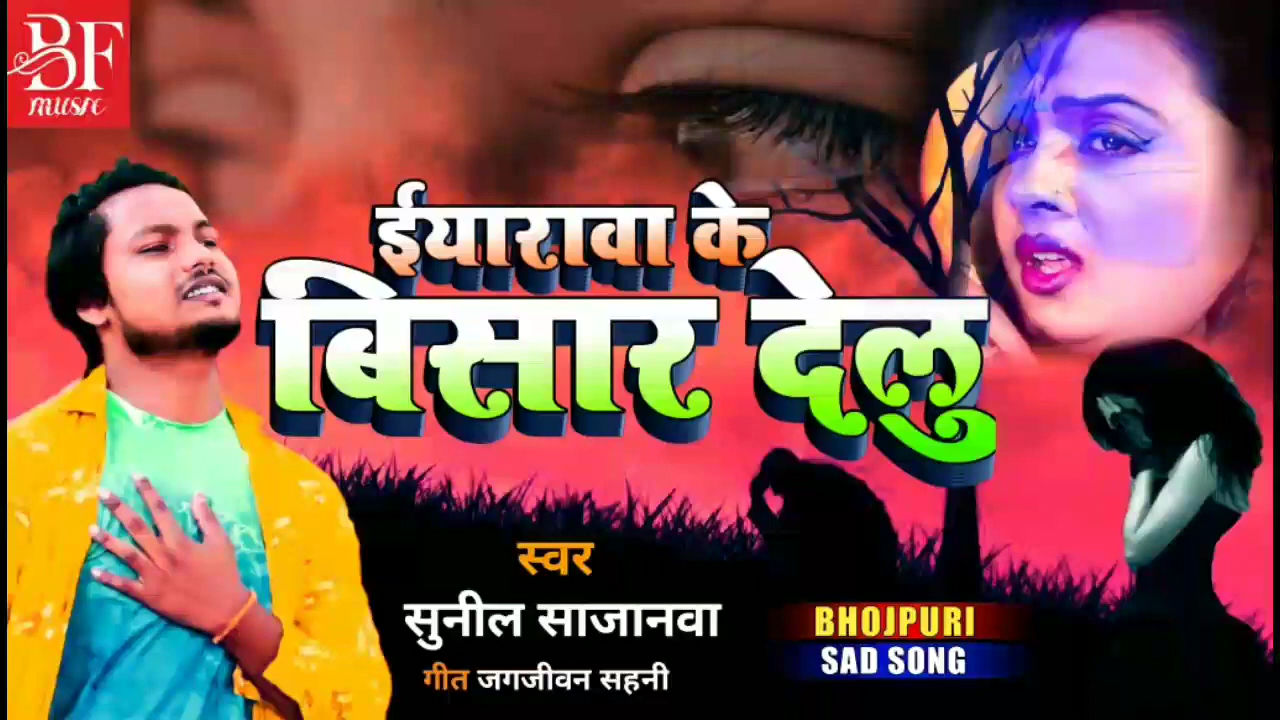 BF
MUSIC
ईयारावा के
बिसार देलू
स्वर
सुनील साजानवा
गीत जगजीवन सहनी
BHOJPURI
SAD SONG